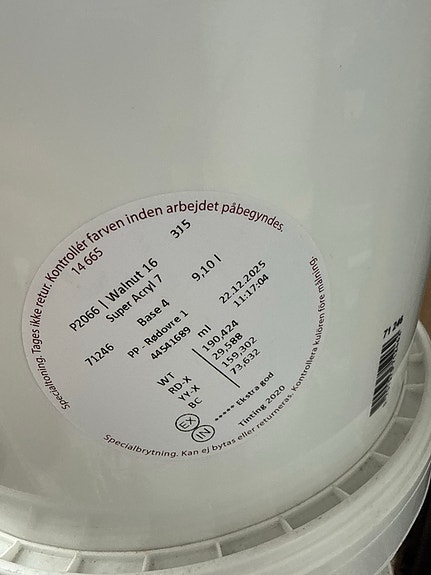 Specialtoning. Tages ikke retur. Kontrollér farven inden arbejdet påbegyndes.
14 665
315
P2066 | Walnut 16
Super Acryl 7
9,10 l
71246
Base 4
22.12.2025
PP - Rødovre 1
11:17:04
44541689
ml
WT 190,424
RD-X 29,588
YY-X 159,302
BC 73,632
EX
IN
***** Ekstra god
Tinting 2020
Specialbrytning. Kan ej bytas eller returneras. Kontrollera kulören före målning.
71 246